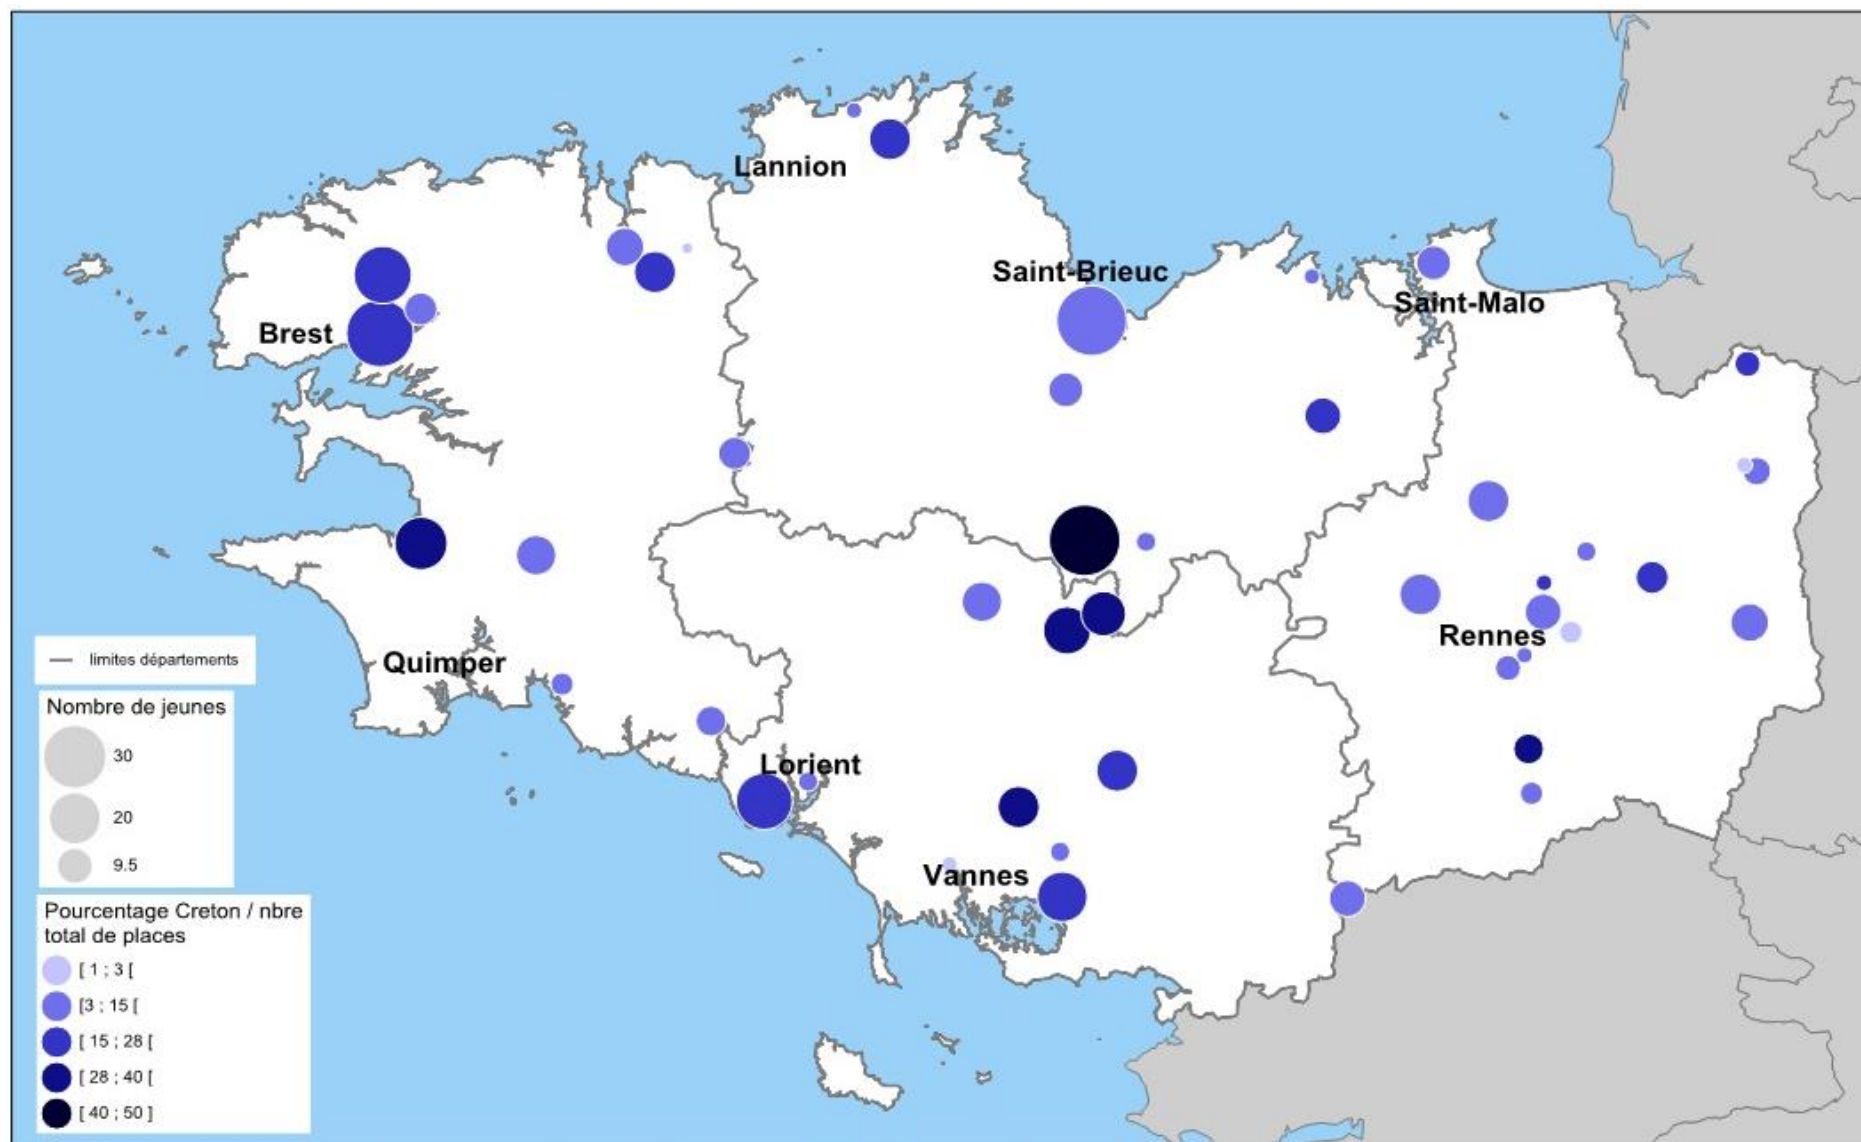 Lannion
Saint-Brieuc
Saint-Malo
Brest
Rennes
Quimper
Lorient
Vannes
limites départements
Nombre de jeunes
30
20
9.5
Pourcentage Creton / nbre
total de places
[ 1 ; 3 [
[3 ; 15 [
[ 15 ; 28 [
[ 28 ; 40 [
[ 40 ; 50 ]